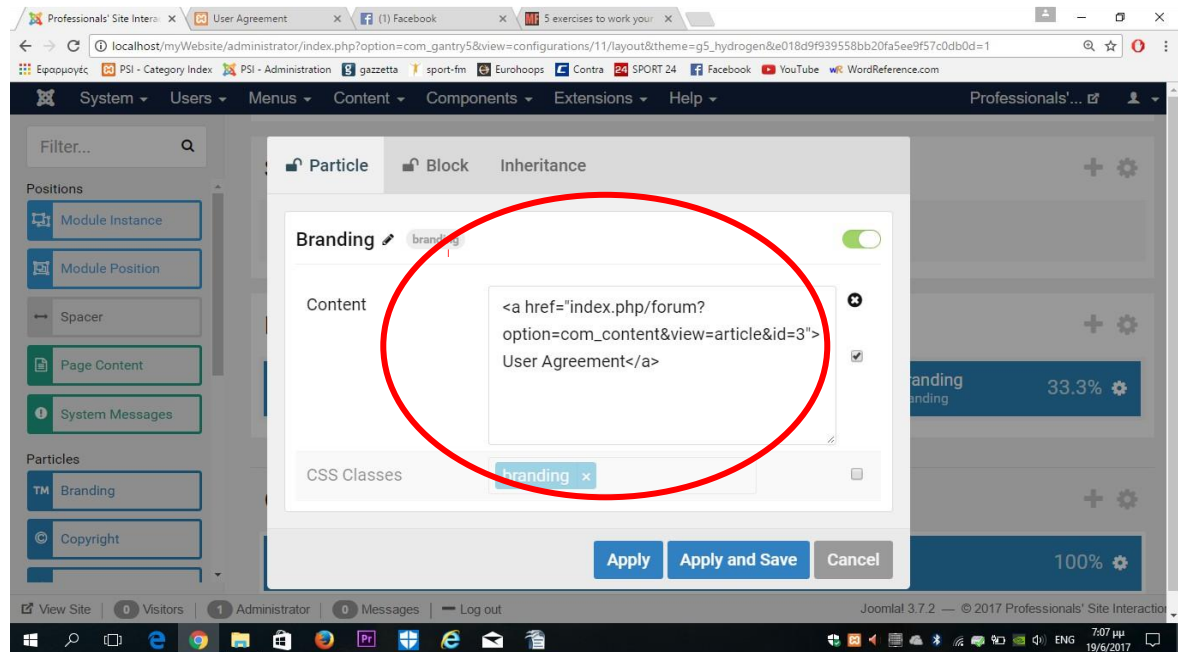 Professionals' Site Intera
User Agreement
(1) Facebook
5 exercises to work your
localhost/myWebsite/administrator/index.php?option=com_gantry5&view=configurations/11/layout&theme=g5_hydrogen&e018d9f939558bb20fa5ee9f57c0db0d=1
Εφαρμογές PSI - Category Index PSI - Administration gazzetta sport-fm Eurohoops Contra 24 SPORT 24 Facebook YouTube WR WordReference.com
System Users Menus Content Components Extensions Help Professionals'...
Filter...
Positions
Module Instance
Module Position
Spacer
Page Content
System Messages
Particles
TM Branding
Copyright
Particle Block Inheritance
Branding branding
Content
<a href="index.php/forum?
option=com_content&view=article&id=3">
User Agreement</a>
CSS Classes branding ×
Apply Apply and Save Cancel
anding 33.3%
anding
100%
View Site 0 Visitors 1 Administrator 0 Messages Log out Joomla! 3.7.2 — © 2017 Professionals' Site Interaction
Pr ENG 7:07 μμ
19/6/2017